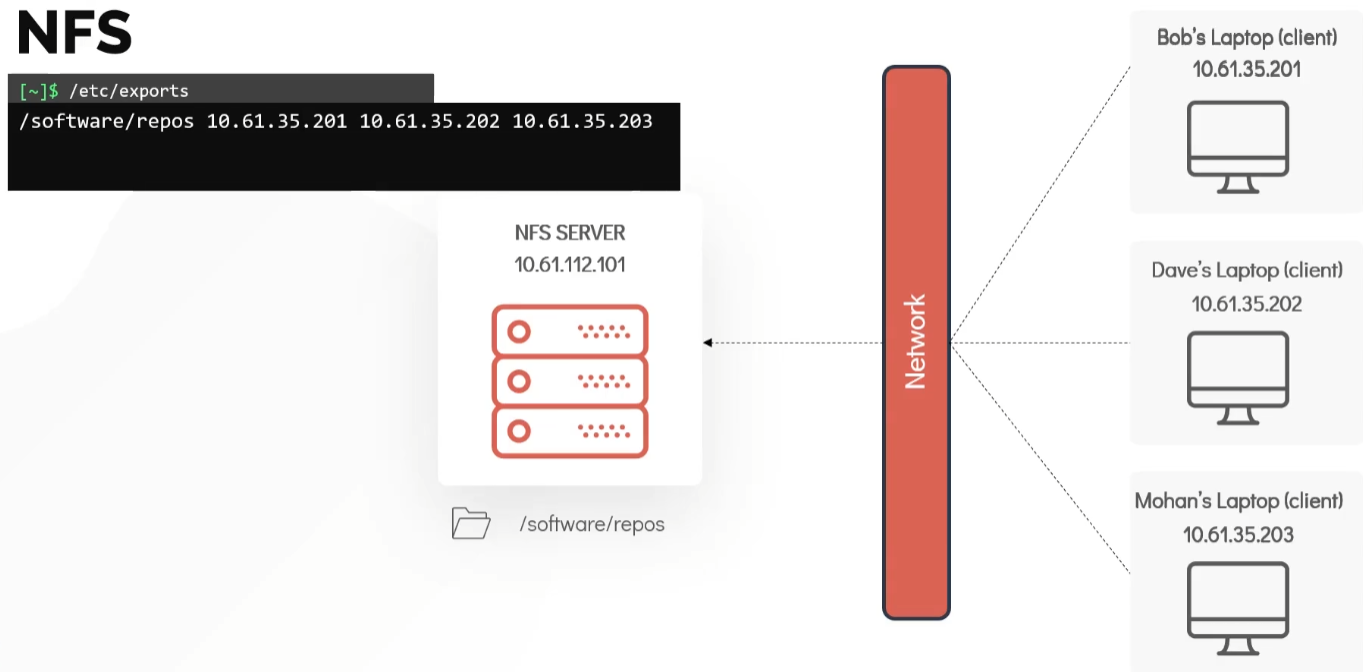 NFS
[~]$ /etc/exports
/software/repos 10.61.35.201 10.61.35.202 10.61.35.203
NFS SERVER
10.61.112.101
/software/repos
Network
Bob's Laptop (client)
10.61.35.201
Dave's Laptop (client)
10.61.35.202
Mohan's Laptop (client)
10.61.35.203